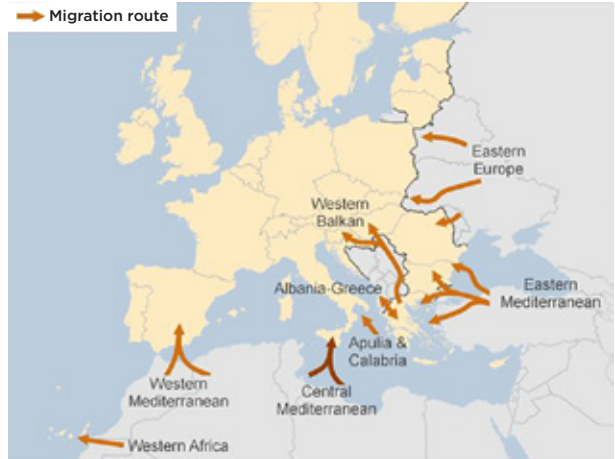 Migration route
Eastern
Europe
Western
Balkan
Albania-Greece
Eastern
Mediterranean
Apulia &
Calabria
Western
Mediterranean
Central
Mediterranean
Western Africa